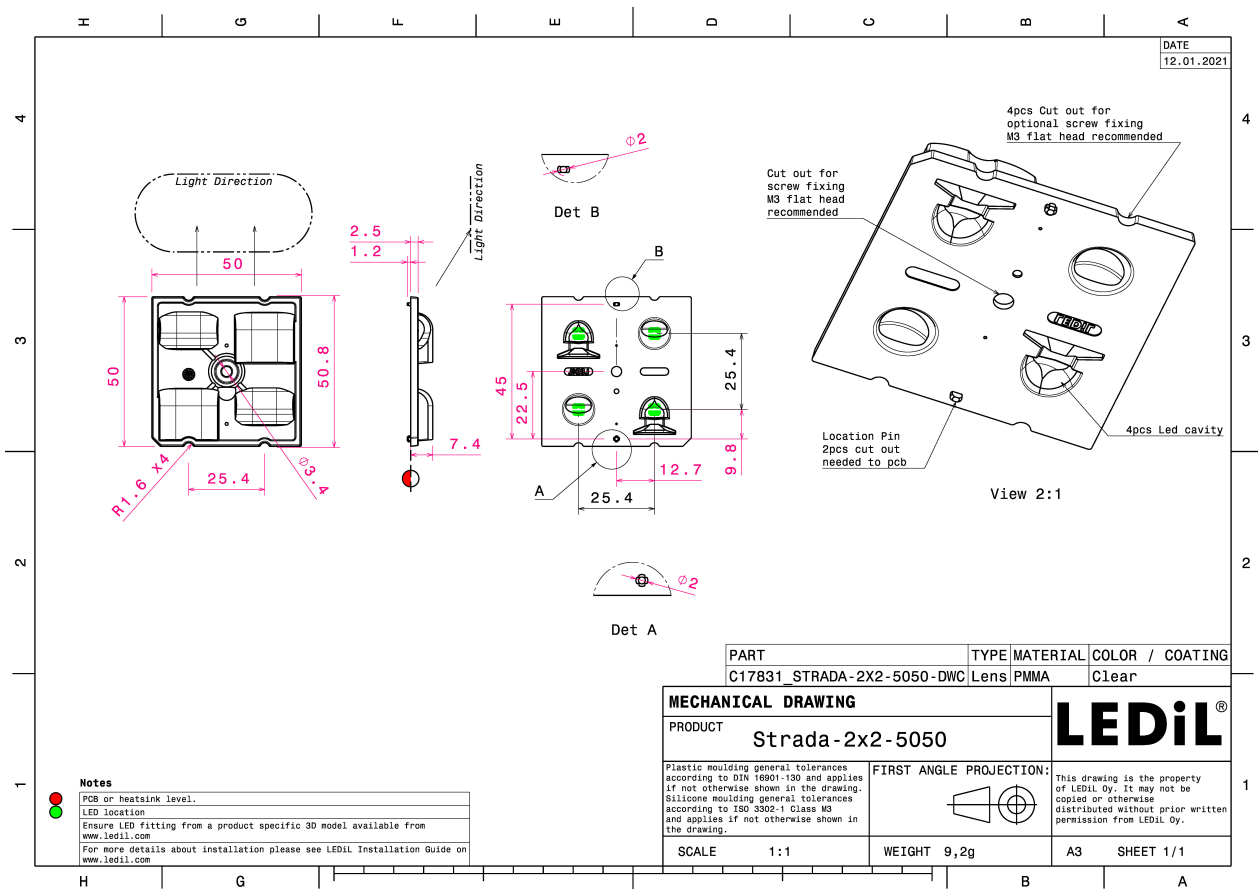 H G F E D C B A
DATE
12.01.2021
4
4
3
3
2
2
1
1
4pcs Cut out for
optional screw fixing
M3 flat head recommended
Cut out for
screw fixing
M3 flat head
recommended
Light Direction
Light Direction
50
50
50.8
25.4
R1.6 x4
Φ3.4
2.5
1.2
7.4
Φ2
Det B
B
45
22.5
25.4
9.8
12.7
25.4
A
LEDiL
Φ2
Det A
Location Pin
2pcs cut out
needed to pcb
4pcs Led cavity
View 2:1
PART TYPE MATERIAL COLOR / COATING
C17831_STRADA-2X2-5050-DWC Lens PMMA Clear
MECHANICAL DRAWING
PRODUCT
Strada-2x2-5050
LEDiL®
Plastic moulding general tolerances
according to DIN 16901-130 and applies
if not otherwise shown in the drawing.
Silicone moulding general tolerances
according to ISO 3302-1 Class M3
and applies if not otherwise shown in
the drawing.
FIRST ANGLE PROJECTION:
This drawing is the property
of LEDiL Oy. It may not be
copied or otherwise
distributed without prior written
permission from LEDiL Oy.
SCALE 1:1
WEIGHT 9,2g
A3 SHEET 1/1
Notes
PCB or heatsink level.
LED location
Ensure LED fitting from a product specific 3D model available from
www.ledil.com
For more details about installation please see LEDiL Installation Guide on
www.ledil.com
H G B A